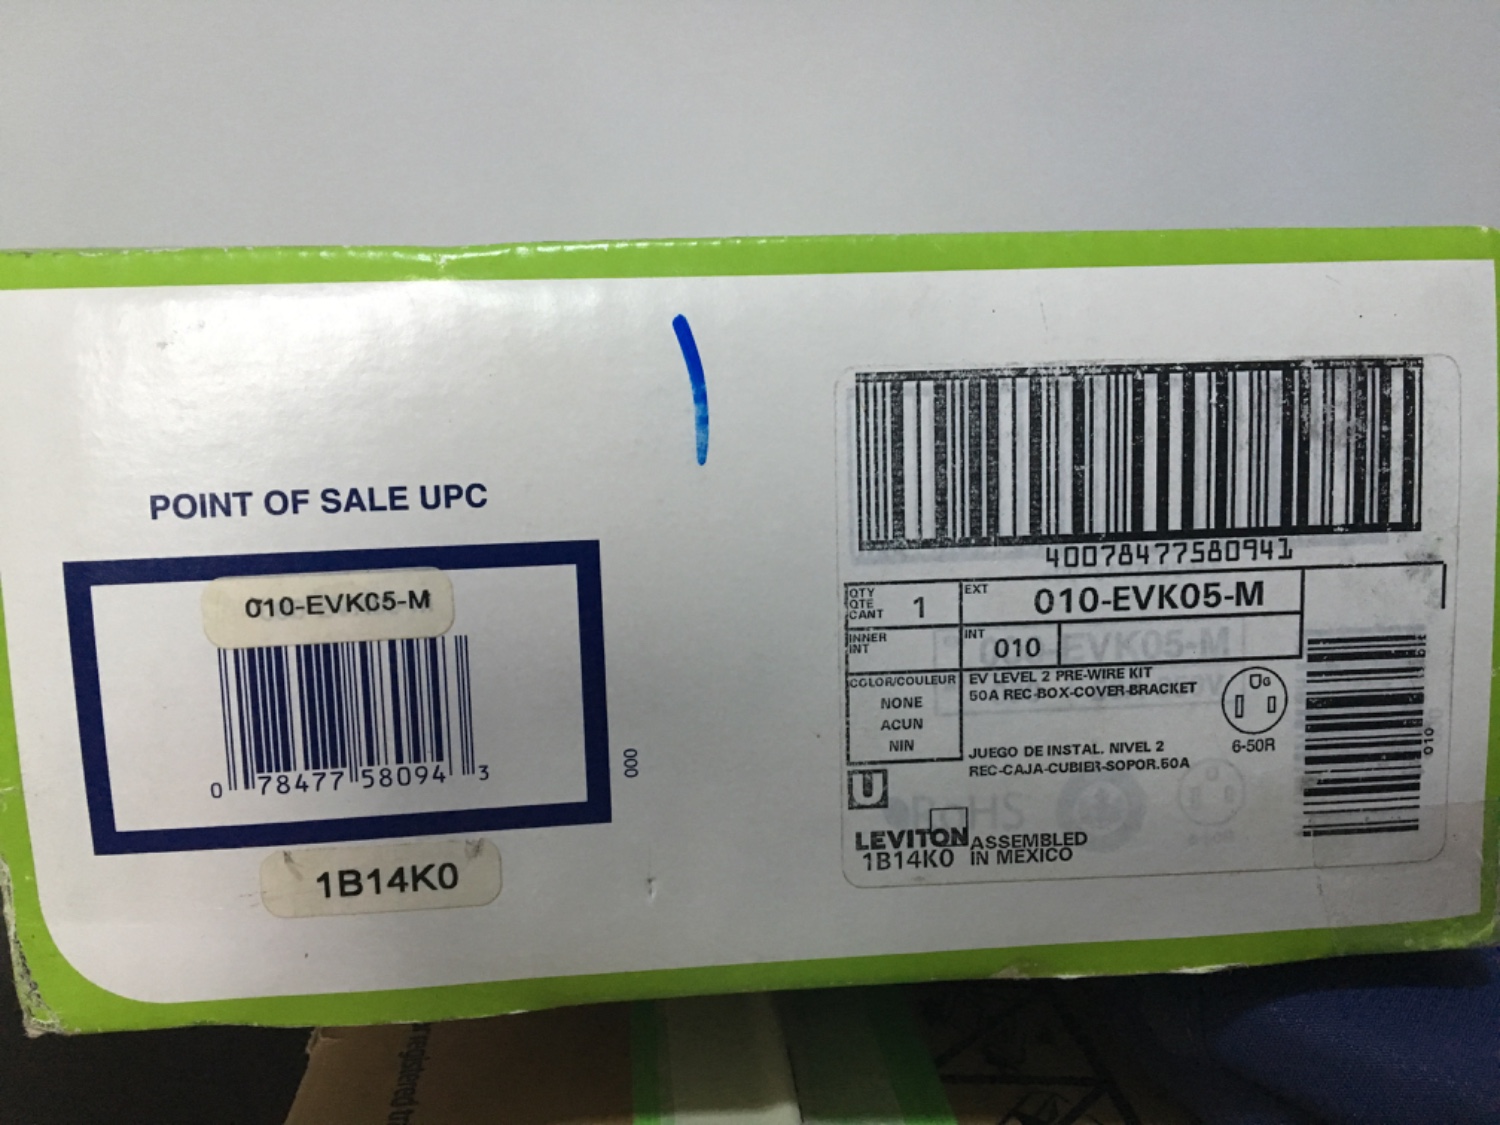 POINT OF SALE UPC
010-EVK05-M
0 78477 58094 3
000
1B14K0
40078477580941
QTY
QTE
CANT
1
EXT
010-EVK05-M
INNER
INT
INT
010
EVK05-M
COLOR/COULEUR
NONE
ACUN
NIN
EV LEVEL 2 PRE-WIRE KIT
50A REC-BOX-COVER-BRACKET
G
6-50R
JUEGO DE INSTAL. NIVEL 2
REC-CAJA-CUBIER-SOPOR.50A
010
U
RoHS
LEVITON ASSEMBLED
1B14K0 IN MEXICO
registered